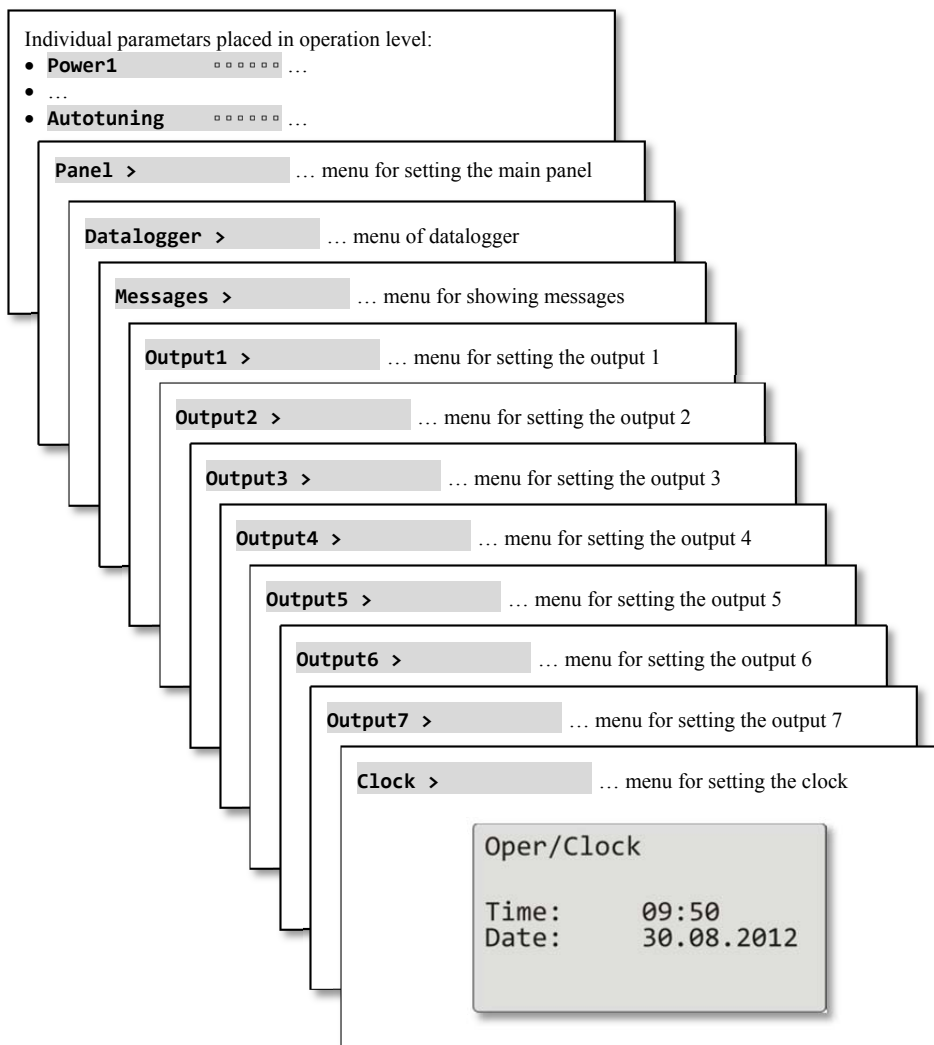 Individual parametars placed in operation level:
• Power1 ▫▫▫▫▫▫ …
• …
• Autotuning ▫▫▫▫▫▫ …
Panel > … menu for setting the main panel
Datalogger > … menu of datalogger
Messages > … menu for showing messages
Output1 > … menu for setting the output 1
Output2 > … menu for setting the output 2
Output3 > … menu for setting the output 3
Output4 > … menu for setting the output 4
Output5 > … menu for setting the output 5
Output6 > … menu for setting the output 6
Output7 > … menu for setting the output 7
Clock > … menu for setting the clock
Oper/Clock
Time: 09:50
Date: 30.08.2012